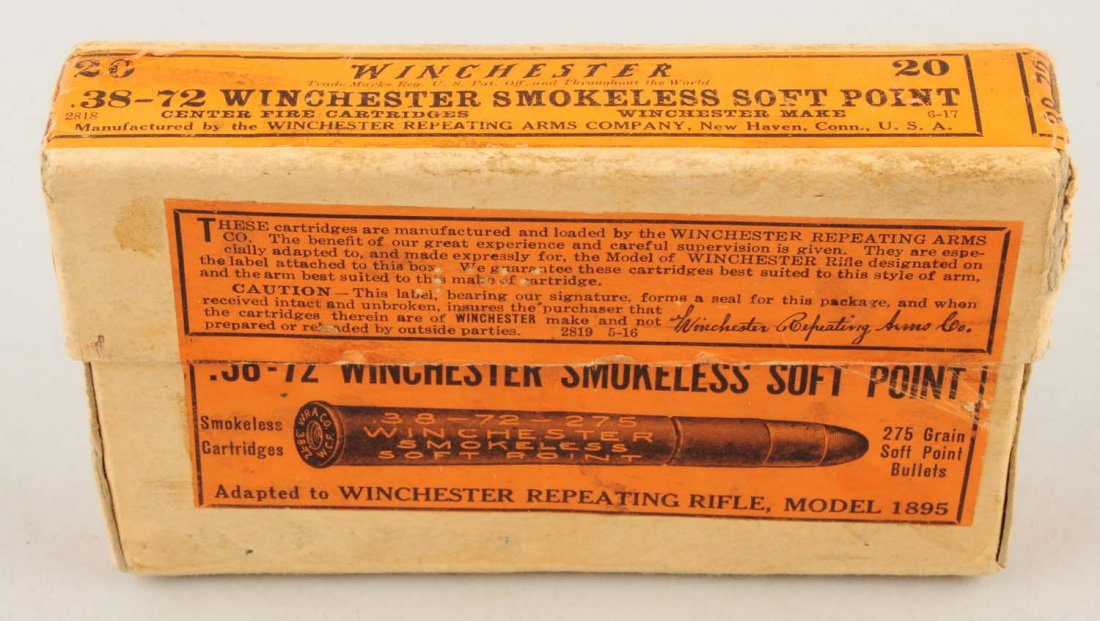 20 WINCHESTER 20
Trade Marks Reg. U. S. Pat. Off. and Throughout the World
.38-72 WINCHESTER SMOKELESS SOFT POINT
2818 CENTER FIRE CARTRIDGES WINCHESTER MAKE 6-17
Manufactured by the WINCHESTER REPEATING ARMS COMPANY, New Haven, Conn., U. S. A.
THESE cartridges are manufactured and loaded by the WINCHESTER REPEATING ARMS
CO. The benefit of our great experience and careful supervision is given. They are espe-
cially adapted to, and made expressly for, the Model of WINCHESTER Rifle designated on
the label attached to this box. We guarantee these cartridges best suited to this style of arm,
and the arm best suited to this make of cartridge.
CAUTION—This label, bearing our signature, forms a seal for this package, and when
received intact and unbroken, insures the purchaser that
the cartridges therein are of WINCHESTER make and not
prepared or reloaded by outside parties. 2819 5-16
Winchester Repeating Arms Co.
.38-72 WINCHESTER SMOKELESS SOFT POINT
Smokeless
Cartridges
W.R.A.CO.
38-72
W.C.F.
38-72-275
WINCHESTER
SMOKELESS
SOFT POINT
275 Grain
Soft Point
Bullets
Adapted to WINCHESTER REPEATING RIFLE, MODEL 1895